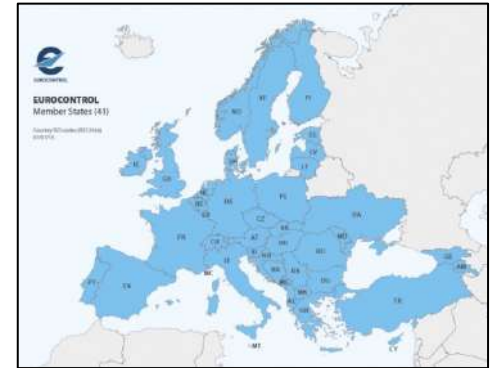 EUROCONTROL
EUROCONTROL
Member States (41)
NO
SE
FI
EE
LV
LT
DK
IE
GB
NL
BE
DE
PL
LU
CZ
UA
SK
FR
CH
AT
HU
MD
SI
HR
RO
IT
BA
RS
MC
ME
BG
GE
AM
PT
ES
MK
AL
GR
TR
MT
CY